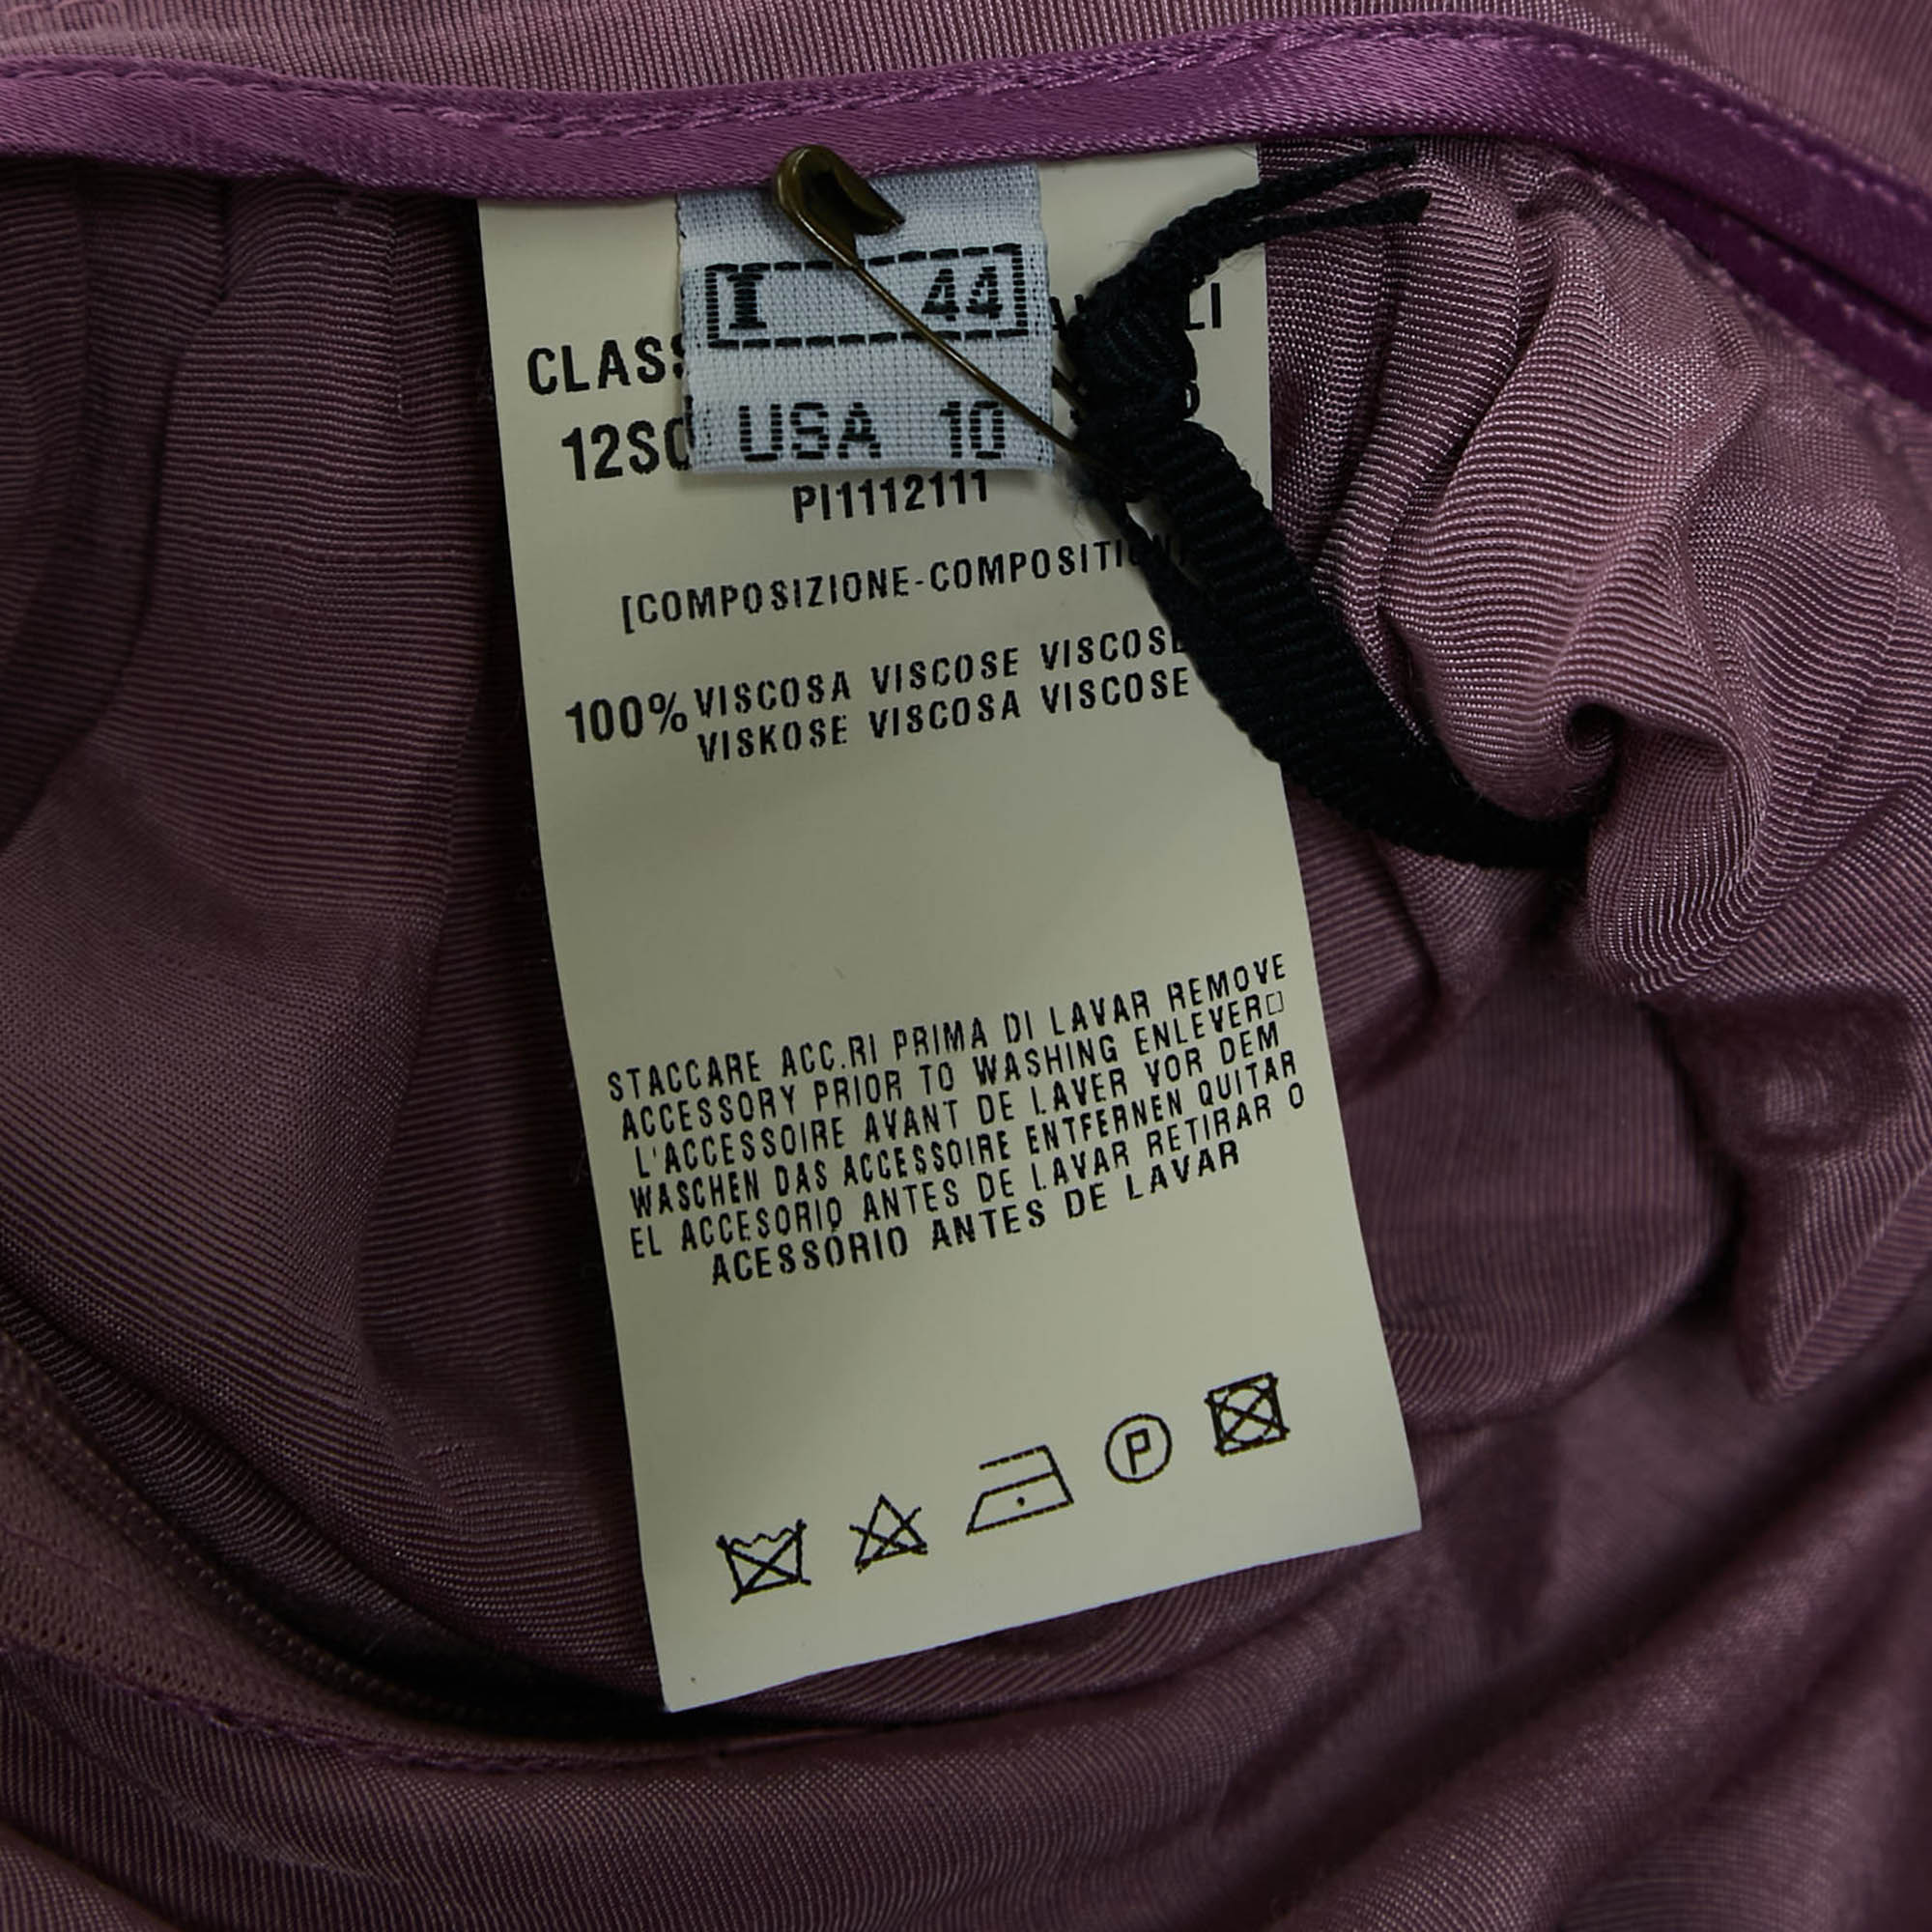 I 44
USA 10
PI1112111
[COMPOSIZIONE-COMPOSITION
100% VISCOSA VISCOSE VISCOSE
VISKOSE VISCOSA VISCOSE
STACCARE ACC.RI PRIMA DI LAVAR REMOVE
ACCESSORY PRIOR TO WASHING ENLEVER□
L'ACCESSOIRE AVANT DE LAVER VOR DEM
WASCHEN DAS ACCESSOIRE ENTFERNEN QUITAR
EL ACCESORIO ANTES DE LAVAR RETIRAR O
ACESSÓRIO ANTES DE LAVAR
P